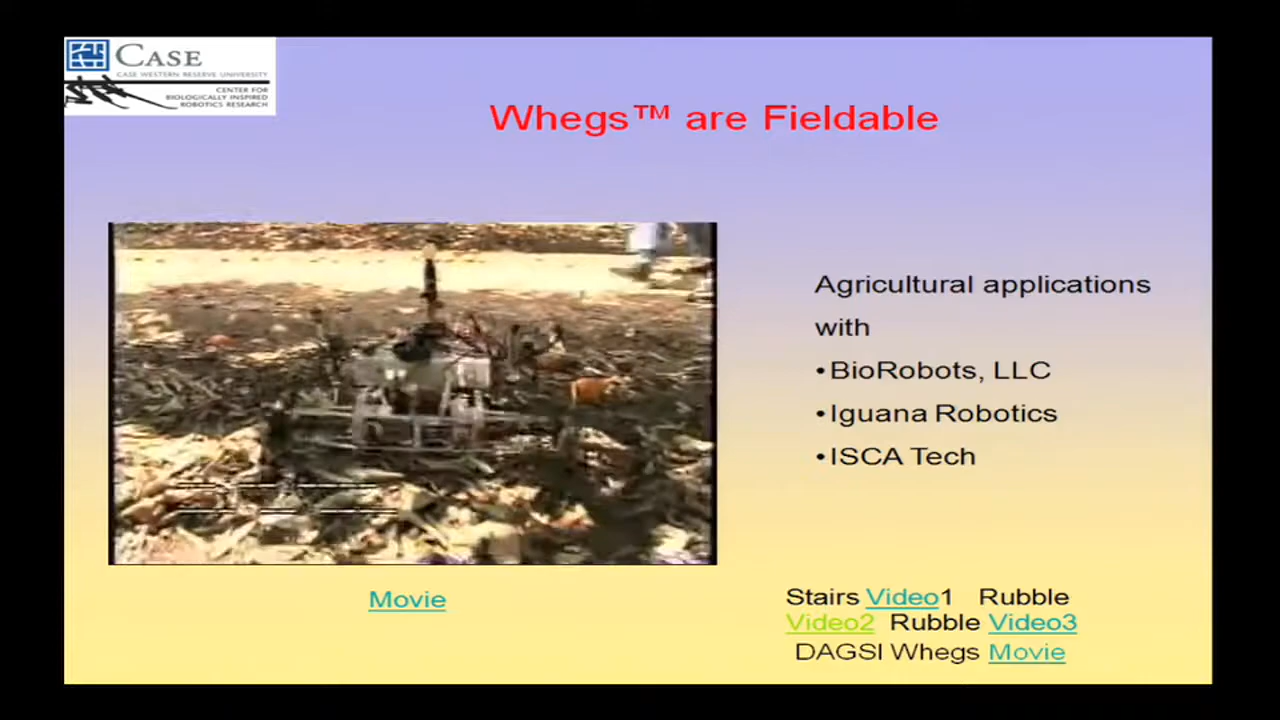 CASE
CASE WESTERN RESERVE UNIVERSITY
CENTER FOR
BIOLOGICALLY INSPIRED
ROBOTICS RESEARCH
Whegs™ are Fieldable
Agricultural applications
with
•BioRobots, LLC
•Iguana Robotics
•ISCA Tech
Movie
Stairs Video1 Rubble
Video2 Rubble Video3
DAGSI Whegs Movie